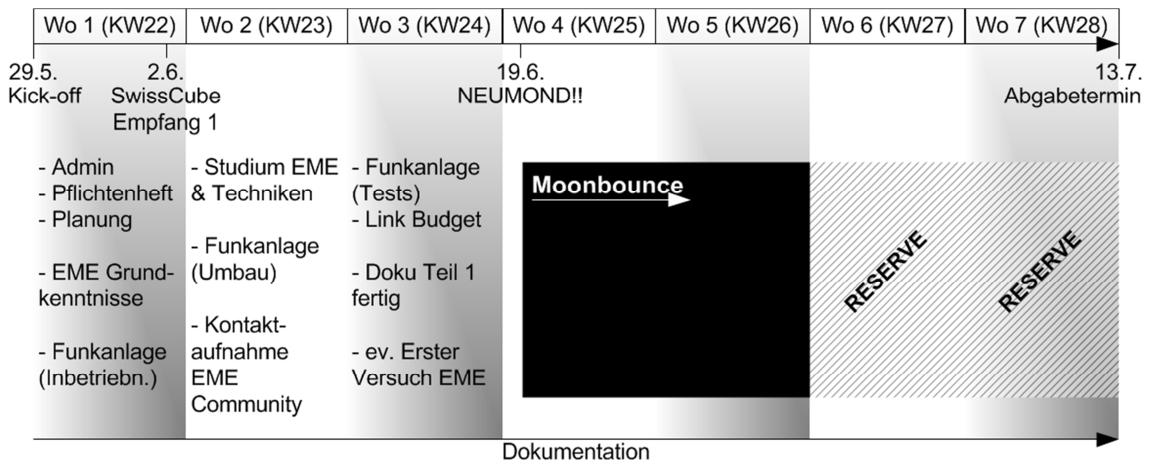 Wo 1 (KW22)
Wo 2 (KW23)
Wo 3 (KW24)
Wo 4 (KW25)
Wo 5 (KW26)
Wo 6 (KW27)
Wo 7 (KW28)
29.5.
Kick-off
2.6.
SwissCube
Empfang 1
19.6.
NEUMOND!!
13.7.
Abgabetermin
- Admin
- Pflichtenheft
- Planung
- EME Grund-
kenntnisse
- Funkanlage
(Inbetriebn.)
- Studium EME
& Techniken
- Funkanlage
(Umbau)
- Kontakt-
aufnahme
EME
Community
- Funkanlage
(Tests)
- Link Budget
- Doku Teil 1
fertig
- ev. Erster
Versuch EME
Moonbounce
RESERVE
RESERVE
Dokumentation